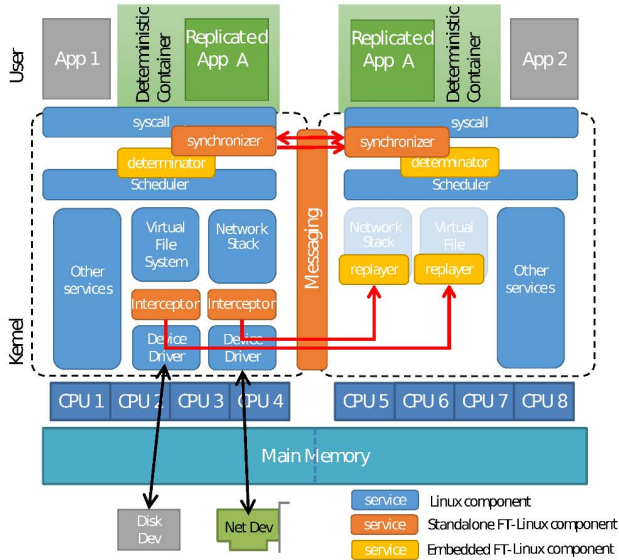 User
App 1
Deterministic
Container
Replicated
App A
Replicated
App A
Deterministic
Container
App 2
syscall
synchronizer
determinator
Scheduler
syscall
synchronizer
determinator
Scheduler
Messaging
Kernel
Other
services
Virtual
File
System
Network
Stack
Interceptor
Interceptor
Device
Driver
Device
Driver
Network
Stack
replayer
Virtual
File
replayer
Other
services
CPU 1
CPU 2
CPU 3
CPU 4
CPU 5
CPU 6
CPU 7
CPU 8
Main Memory
Disk
Dev
Net Dev
service
Linux component
service
Standalone FT-Linux component
service
Embedded FT-Linux component